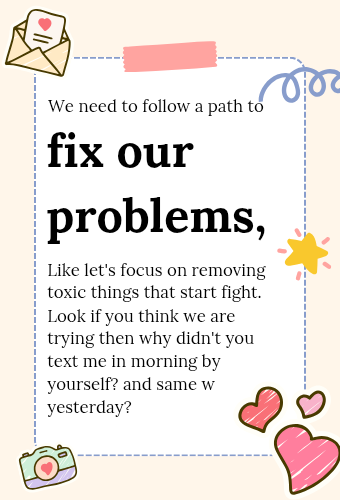 We need to follow a path to
fix our
problems,
Like let's focus on removing
toxic things that start fight.
Look if you think we are
trying then why didn't you
text me in morning by
yourself? and same w
yesterday?